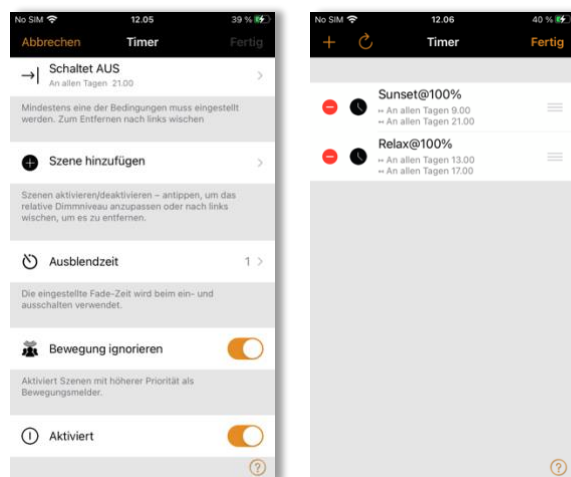 No SIM 12.05 39 %
Abbrechen Timer Fertig
Schaltet AUS
An allen Tagen 21.00
Mindestens eine der Bedingungen muss eingestellt
werden. Zum Entfernen nach links wischen
Szene hinzufügen
Szenen aktivieren/deaktivieren – antippen, um das
relative Dimmniveau anzupassen oder nach links
wischen, um es zu entfernen.
Ausblendzeit 1
Die eingestellte Fade-Zeit wird beim ein- und
ausschalten verwendet.
Bewegung ignorieren
Aktiviert Szenen mit höherer Priorität als
Bewegungsmelder.
Aktiviert
?
No SIM 12.06 40 %
Timer Fertig
Sunset@100%
An allen Tagen 9.00
An allen Tagen 21.00
Relax@100%
An allen Tagen 13.00
An allen Tagen 17.00
?